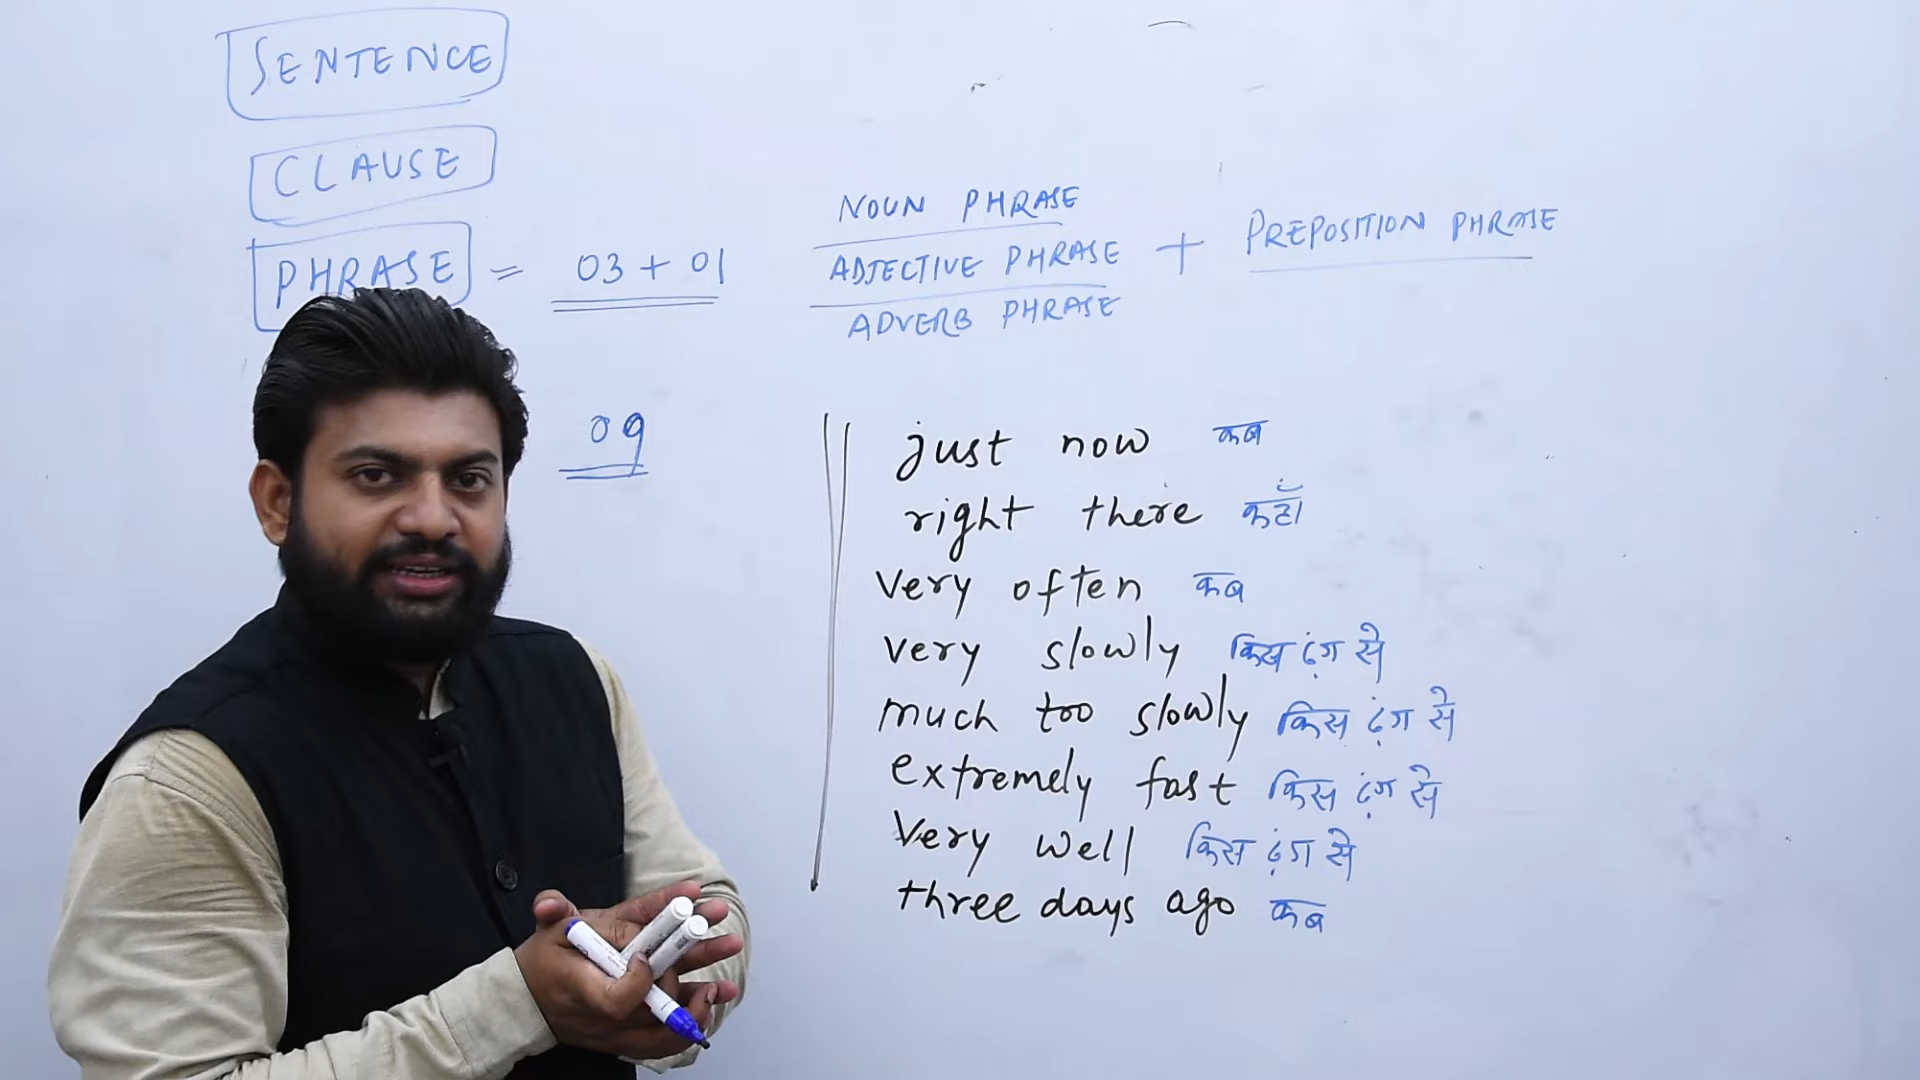 SENTENCE
CLAUSE
PHRASE = 03 + 01
NOUN PHRASE
ADJECTIVE PHRASE + PREPOSITION PHRASE
ADVERB PHRASE
09
just now कब
right there कहाँ
very often कब
very slowly किस ढंग से
much too slowly किस ढंग से
extremely fast किस ढंग से
Very well किस ढंग से
three days ago कब